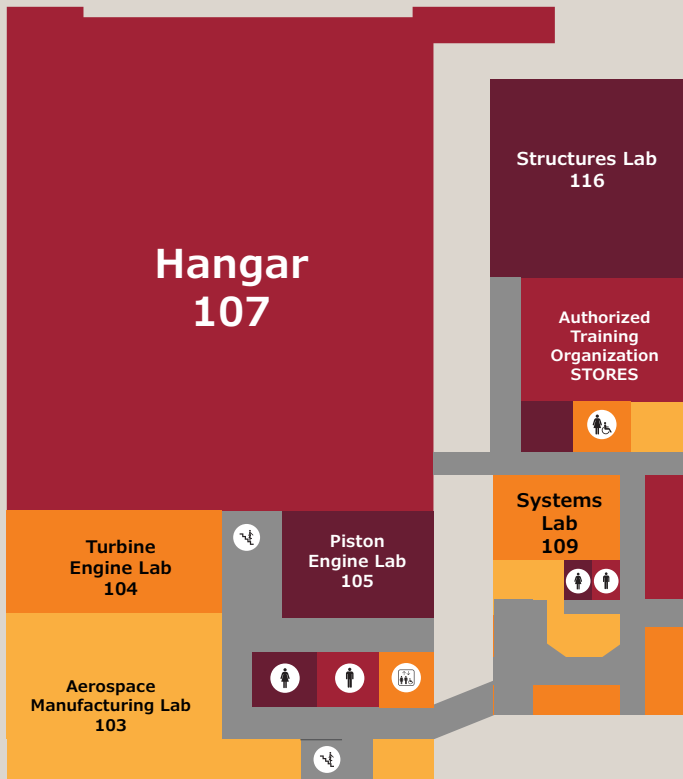 Structures Lab
116
Hangar
107
Authorized
Training
Organization
STORES
Systems
Lab
109
Turbine
Engine Lab
104
Piston
Engine Lab
105
Aerospace
Manufacturing Lab
103